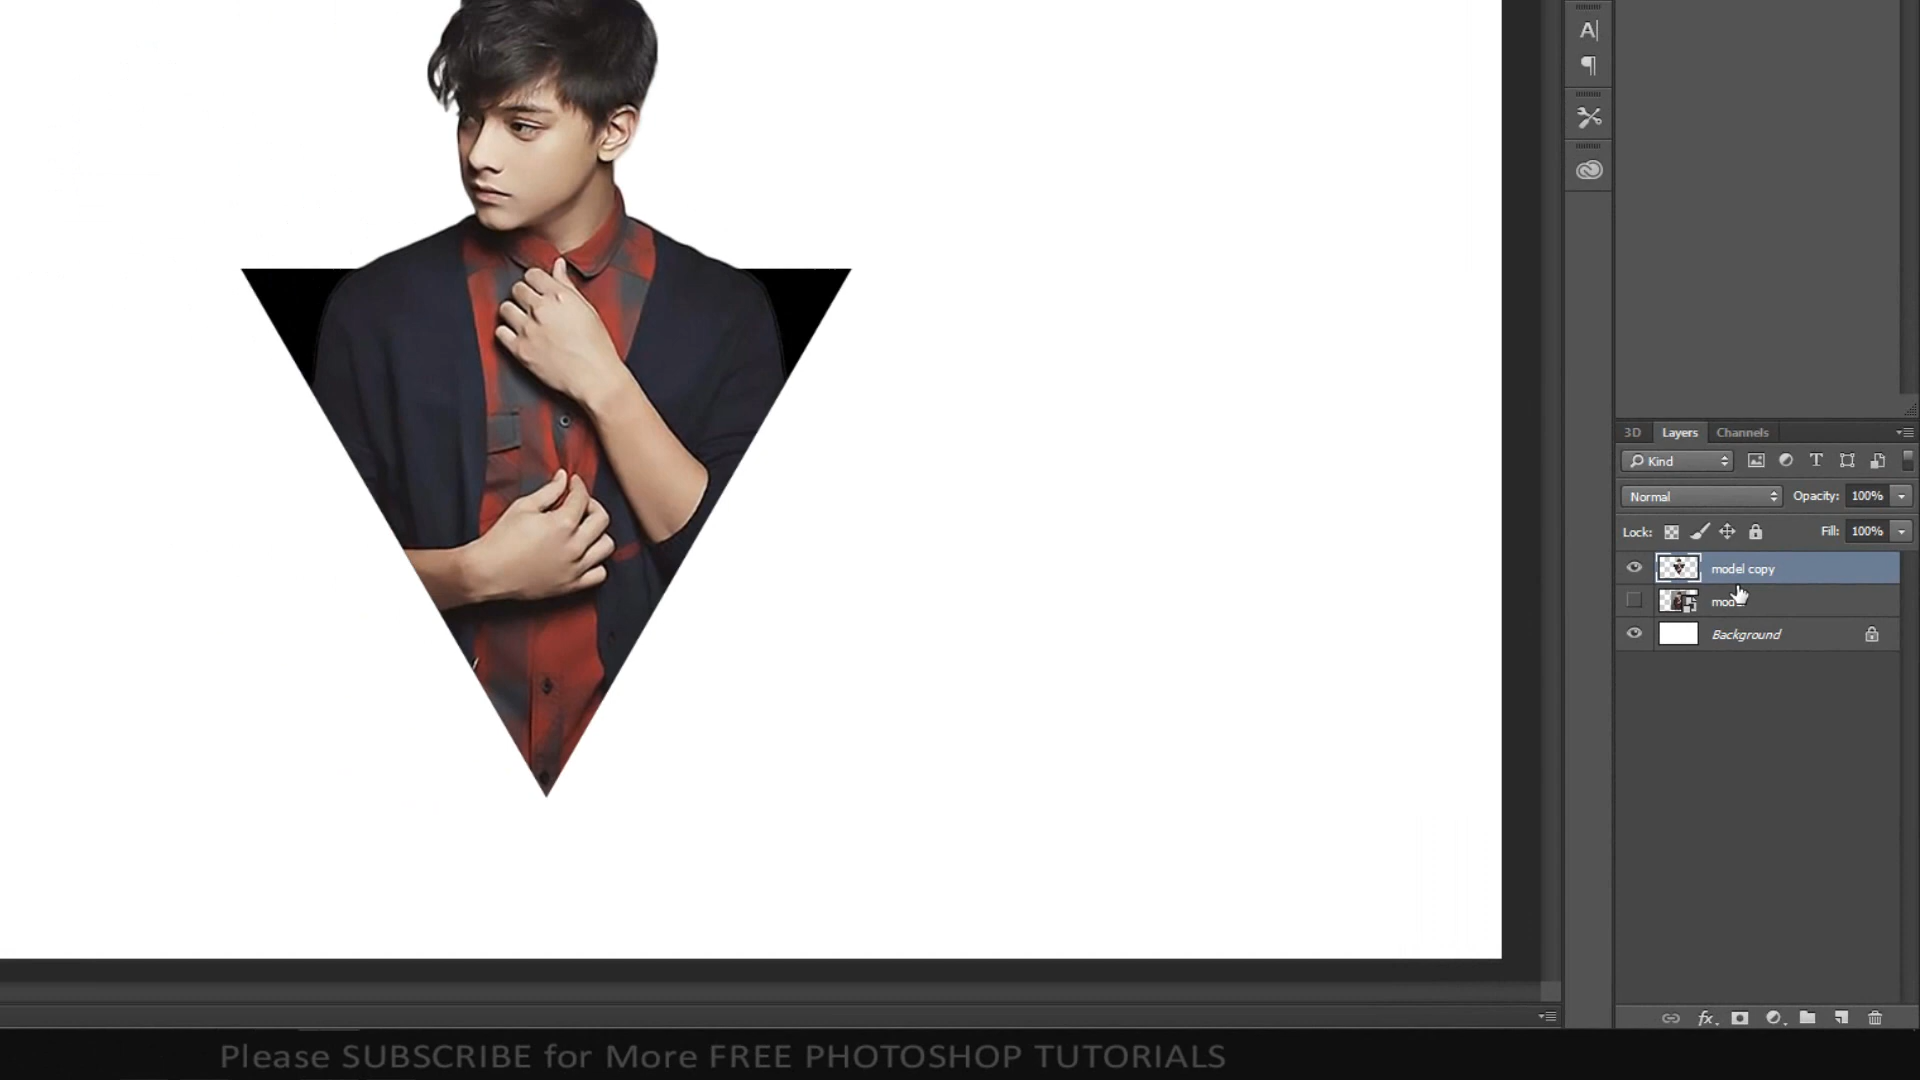 A|
3D Layers Channels
Kind
Normal Opacity: 100%
Lock: Fill: 100%
model copy
Background
fx
Please SUBSCRIBE for More FREE PHOTOSHOP TUTORIALS